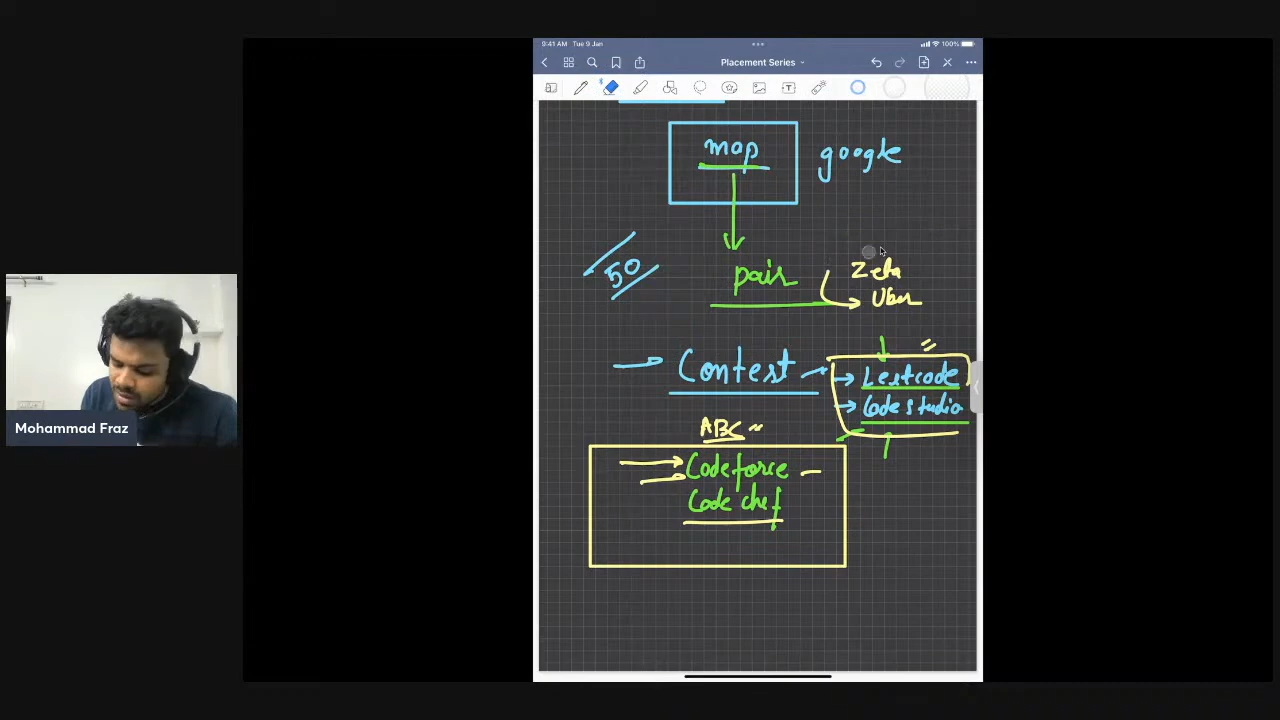 9:41 AM Tue 9 Jan
100%
Placement Series
map
google
50
pair
Zeta
Uber
Contest
Leetcode
Code studio
ABC
Codeforce
Code chef
Mohammad Fraz